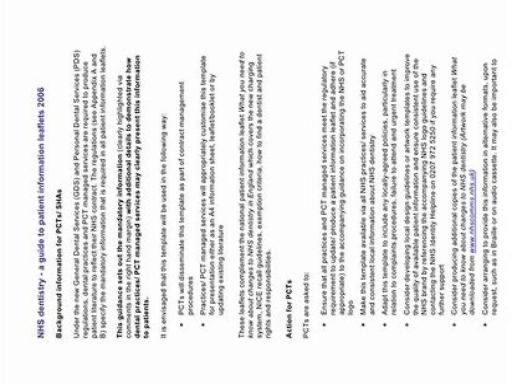 NHS dentistry - a guide to patient information leaflets 2006
Background information for PCTs/ SHAs
Under the new General Dental Services (GDS) and Personal Dental Services (PDS)
regulations, dental practices and PCT managed services are required to produce
patient literature to reflect their NHS contract. The regulations (see Appendix A and
B) specify the mandatory information that is required in all patient information leaflets.
This guidance sets out the mandatory information (clearly highlighted via
comments in the right hand margin) with additional details to demonstrate how
dental practices/ PCT managed services may clearly present this information
to patients.
It is envisaged that this template will be used in the following way:
• PCTs will disseminate this template as part of contract management
procedures
• Practices/ PCT managed services will appropriately customise this template
for presentation as either an A4 information sheet, leaflet/booklet or by
updating existing literature
These leaflets complement the national patient information leaflet What you need to
know about changes to NHS dentistry in England which covers the new charging
system, NICE recall guidelines, exemption criteria, how to find a dentist and patient
rights and responsibilities.
Action for PCTs
PCTs are asked to:
• Ensure that all practices and PCT managed services meet the regulatory
requirement to update/ produce a patient information leaflet and adhere (if
appropriate) to the accompanying guidance on incorporating the NHS or PCT
logo
• Make this template available via all NHS practices/ services to aid accurate
and consistent local information about NHS dentistry
• Adapt this template to include any locally-agreed policies, particularly in
relation to complaints procedures, failure to attend and urgent treatment
• Consider developing local design guidelines or artwork templates to improve
the quality of available patient information and ensure consistent use of the
NHS brand by referencing the accompanying NHS logo guidelines and
contacting the NHS Identity Helpline on 0207 972 5250 if you require any
further support
• Consider producing additional copies of the patient information leaflet What
you need to know about changes to NHS dentistry (Artwork may be
downloaded from
• Consider arranging to provide this information in alternative formats, upon
request, such as in Braille or on audio cassette. It may also be important to